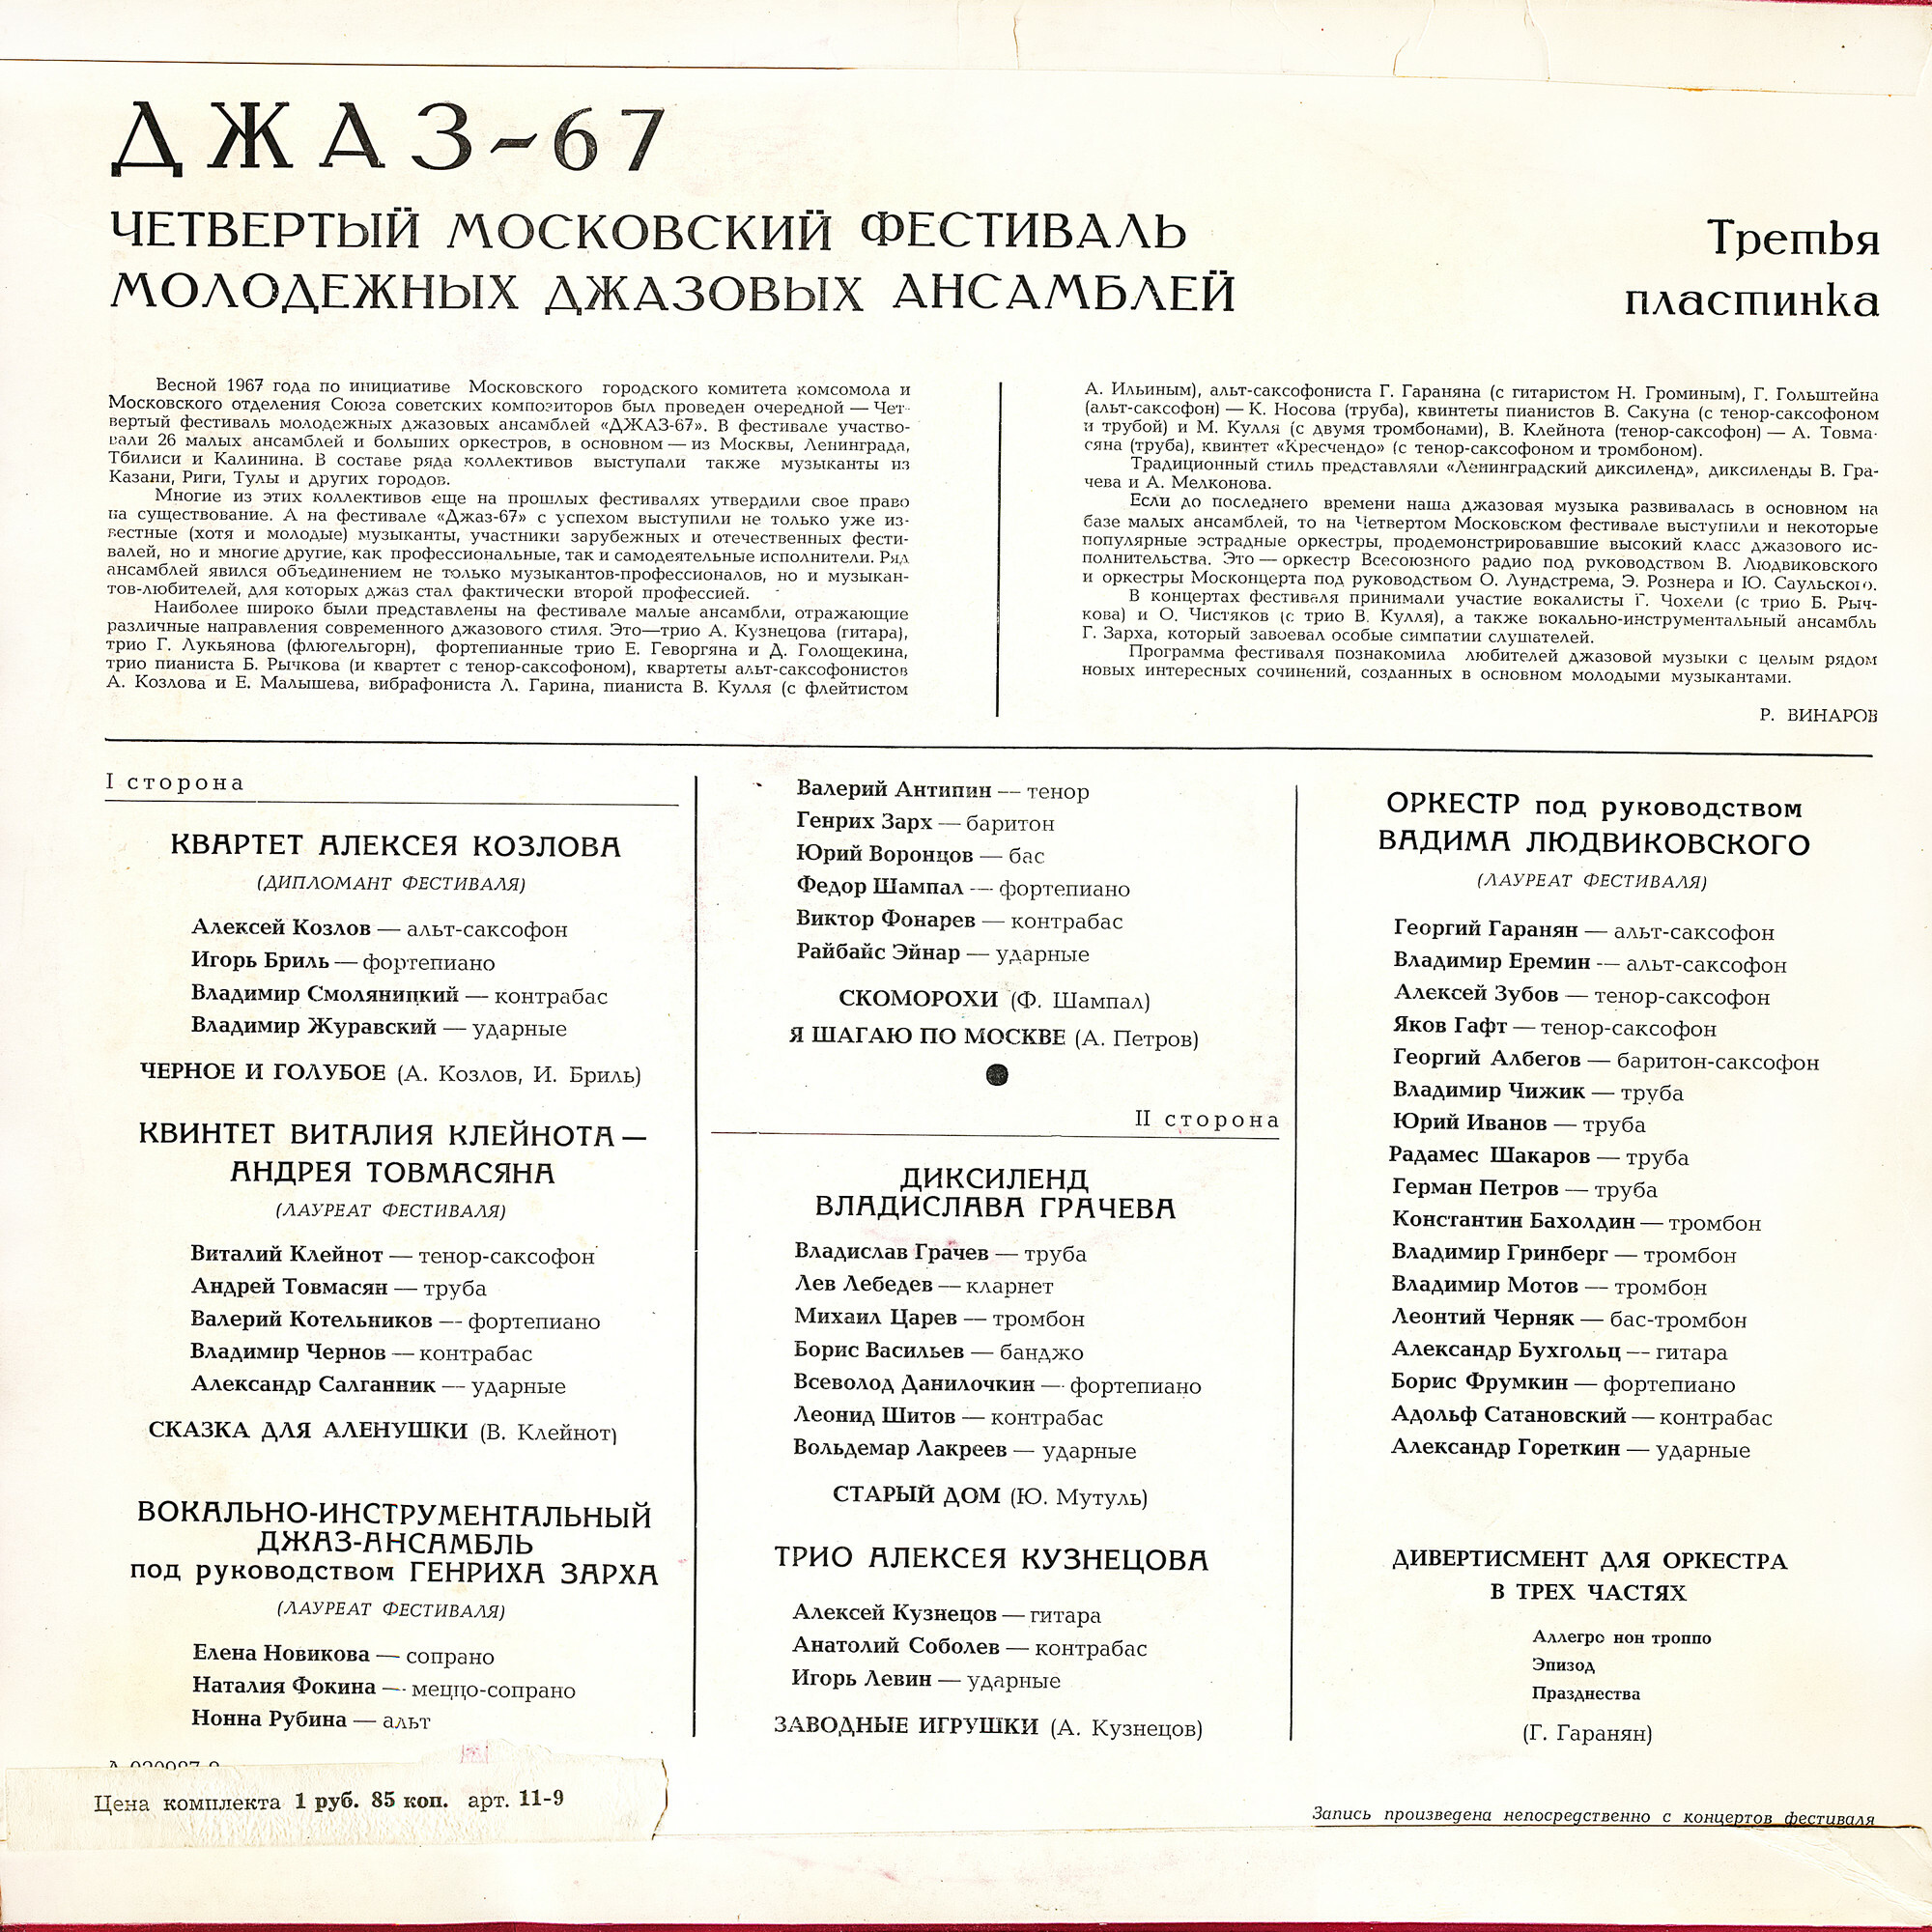 ДЖАЗ-67
ЧЕТВЕРТЫЙ МОСКОВСКИЙ ФЕСТИВАЛЬ
МОЛОДЕЖНЫХ ДЖАЗОВЫХ АНСАМБЛЕЙ
Третья
пластинка
Весной 1967 года по инициативе Московского городского комитета комсомола и
Московского отделения Союза советских композиторов был проведен очередной — Чет-
вертый фестиваль молодежных джазовых ансамблей «ДЖАЗ-67». В фестивале участво-
вали 26 малых ансамблей и больших оркестров, в основном — из Москвы, Ленинграда,
Тбилиси и Калинина. В составе ряда коллективов выступали также музыканты из
Казани, Риги, Тулы и других городов.
Многие из этих коллективов еще на прошлых фестивалях утвердили свое право
на существование. А на фестивале «Джаз-67» с успехом выступили не только уже из-
вестные (хотя и молодые) музыканты, участники зарубежных и отечественных фести-
валей, но и многие другие, как профессиональные, так и самодеятельные исполнители. Ряд
ансамблей явился объединением не только музыкантов-профессионалов, но и музыкан-
тов-любителей, для которых джаз стал фактически второй профессией.
Наиболее широко были представлены на фестивале малые ансамбли, отражающие
различные направления современного джазового стиля. Это—трио А. Кузнецова (гитара),
трио Г. Лукьянова (флюгельгорн), фортепианные трио Е. Геворгяна и Д. Голощекина,
трио пианиста Б. Рычкова (и квартет с тенор-саксофоном), квартеты альт-саксофонистов
А. Козлова и Е. Малышева, вибрафониста Л. Гарина, пианиста В. Кулля (с флейтистом
А. Ильиным), альт-саксофониста Г. Гараняна (с гитаристом Н. Громиным), Г. Гольштейна
(альт-саксофон) — К. Носова (труба), квинтеты пианистов В. Сакуна (с тенор-саксофоном
и трубой) и М. Кулля (с двумя тромбонами), В. Клейнота (тенор-саксофон) — А. Товма-
сяна (труба), квинтет «Кресчендо» (с тенор-саксофоном и тромбоном).
Традиционный стиль представляли «Ленинградский диксиленд», диксиленды В. Гра-
чева и А. Мелконова.
Если до последнего времени наша джазовая музыка развивалась в основном на
базе малых ансамблей, то на Четвертом Московском фестивале выступили и некоторые
популярные эстрадные оркестры, продемонстрировавшие высокий класс джазового ис-
полнительства. Это — оркестр Всесоюзного радио под руководством В. Людвиковского
и оркестры Москонцерта под руководством О. Лундстрема, Э. Рознера и Ю. Саульского.
В концертах фестиваля принимали участие вокалисты Г. Чохели (с трио Б. Рыч-
кова) и О. Чистяков (с трио В. Кулля), а также вокально-инструментальный ансамбль
Г. Зарха, который завоевал особые симпатии слушателей.
Программа фестиваля познакомила любителей джазовой музыки с целым рядом
новых интересных сочинений, созданных в основном молодыми музыкантами.
Р. ВИНАРОВ
I сторона
КВАРТЕТ АЛЕКСЕЯ КОЗЛОВА
(ДИПЛОМАНТ ФЕСТИВАЛЯ)
Алексей Козлов — альт-саксофон
Игорь Бриль — фортепиано
Владимир Смоляницкий — контрабас
Владимир Журавский — ударные
ЧЕРНОЕ И ГОЛУБОЕ (А. Козлов, И. Бриль)
КВИНТЕТ ВИТАЛИЯ КЛЕЙНОТА —
АНДРЕЯ ТОВМАСЯНА
(ЛАУРЕАТ ФЕСТИВАЛЯ)
Виталий Клейнот — тенор-саксофон
Андрей Товмасян — труба
Валерий Котельников — фортепиано
Владимир Чернов — контрабас
Александр Салганник — ударные
СКАЗКА ДЛЯ АЛЕНУШКИ (В. Клейнот)
ВОКАЛЬНО-ИНСТРУМЕНТАЛЬНЫЙ
ДЖАЗ-АНСАМБЛЬ
под руководством ГЕНРИХА ЗАРХА
(ЛАУРЕАТ ФЕСТИВАЛЯ)
Елена Новикова — сопрано
Наталия Фокина — меццо-сопрано
Нонна Рубина — альт
Цена комплекта 1 руб. 85 коп. арт. 11-9
Валерий Антипин — тенор
Генрих Зарх — баритон
Юрий Воронцов — бас
Федор Шампал — фортепиано
Виктор Фонарев — контрабас
Райбайс Эйнар — ударные
СКОМОРОХИ (Ф. Шампал)
Я ШАГАЮ ПО МОСКВЕ (А. Петров)
II сторона
ДИКСИЛЕНД
ВЛАДИСЛАВА ГРАЧЕВА
Владислав Грачев — труба
Лев Лебедев — кларнет
Михаил Царев — тромбон
Борис Васильев — банджо
Всеволод Данилочкин — фортепиано
Леонид Шитов — контрабас
Вольдемар Лакреев — ударные
СТАРЫЙ ДОМ (Ю. Мутуль)
ТРИО АЛЕКСЕЯ КУЗНЕЦОВА
Алексей Кузнецов — гитара
Анатолий Соболев — контрабас
Игорь Левин — ударные
ЗАВОДНЫЕ ИГРУШКИ (А. Кузнецов)
ОРКЕСТР под руководством
ВАДИМА ЛЮДВИКОВСКОГО
(ЛАУРЕАТ ФЕСТИВАЛЯ)
Георгий Гаранян — альт-саксофон
Владимир Еремин — альт-саксофон
Алексей Зубов — тенор-саксофон
Яков Гафт — тенор-саксофон
Георгий Албегов — баритон-саксофон
Владимир Чижик — труба
Юрий Иванов — труба
Радамес Шакаров — труба
Герман Петров — труба
Константин Бахолдин — тромбон
Владимир Гринберг — тромбон
Владимир Мотов — тромбон
Леонтий Черняк — бас-тромбон
Александр Бухгольц — гитара
Борис Фрумкин — фортепиано
Адольф Сатановский — контрабас
Александр Гореткин — ударные
ДИВЕРТИСМЕНТ ДЛЯ ОРКЕСТРА
В ТРЕХ ЧАСТЯХ
Аллегро нон троппо
Эпизод
Празднества
(Г. Гаранян)
Запись произведена непосредственно с концертов фестиваля